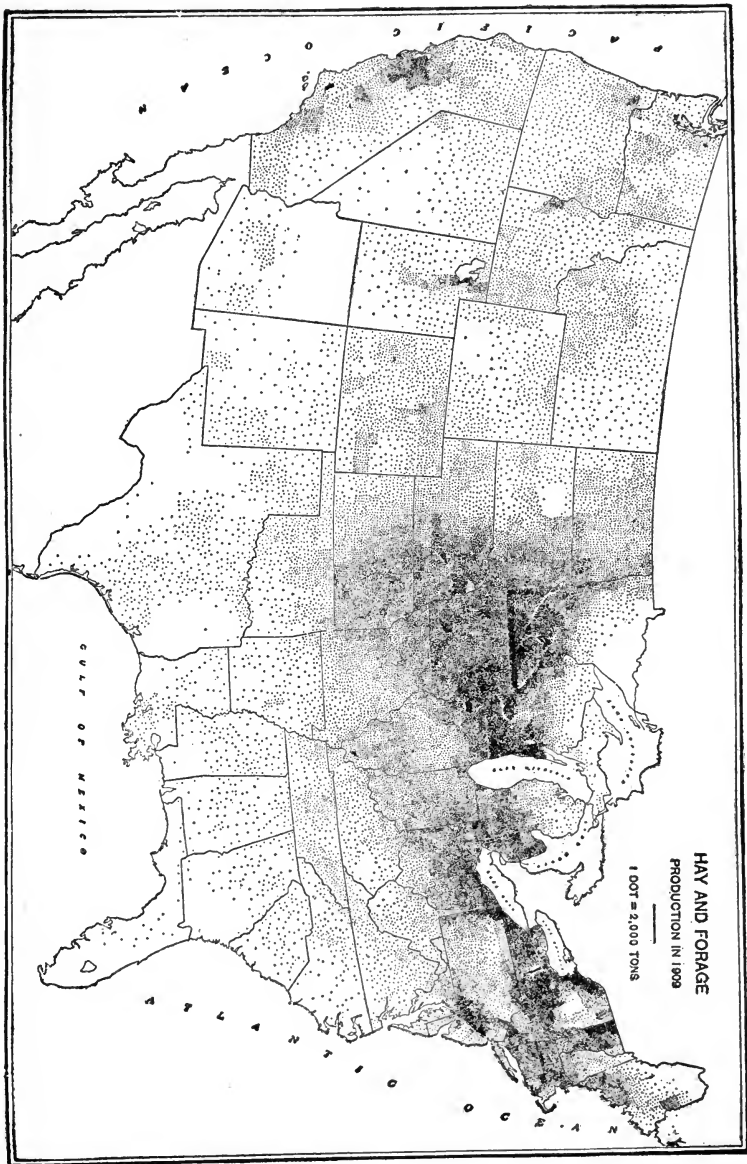 HAY AND FORAGE
PRODUCTION IN 1909
1 DOT = 2,000 TONS
PACIFIC OCEAN
GULF OF MEXICO
ATLANTIC OCEAN